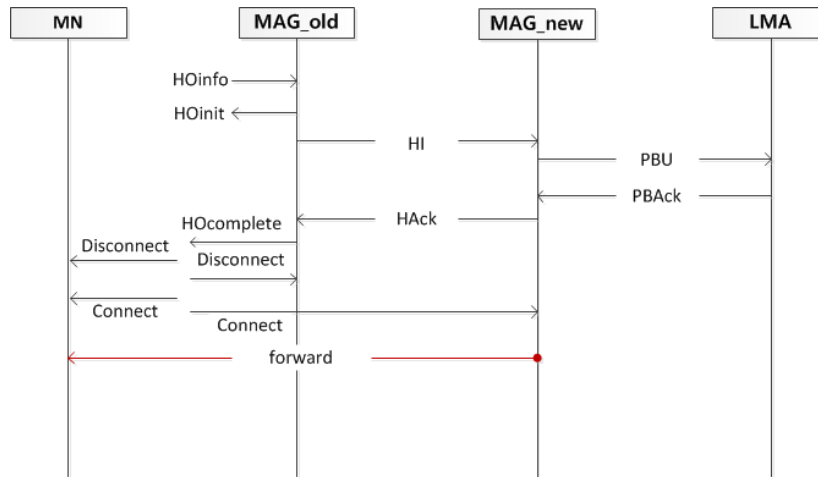 MN
MAG_old
MAG_new
LMA
HOinfo
HOinit
HI
PBU
PBAck
HAck
HOcomplete
Disconnect
Disconnect
Connect
Connect
forward